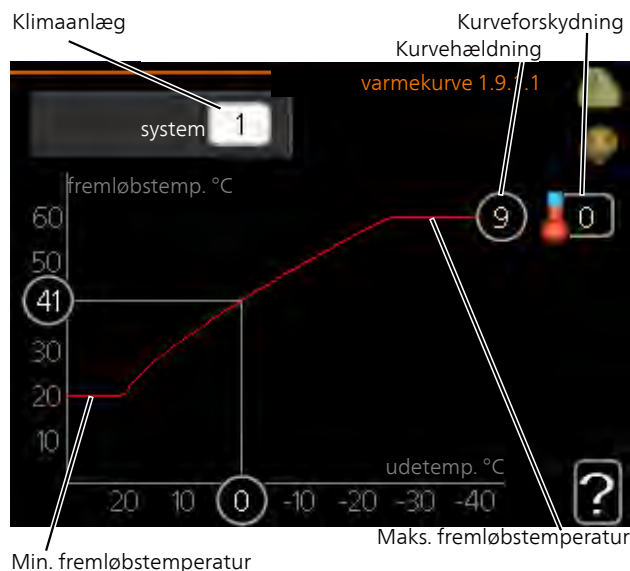 Klimaanlæg
Kurveforskydning
Kurvehældning
varmekurve 1.9.1.1
system 1
fremløbstemp. °C
60
9
0
50
41
30
20
10
udetemp. °C
20 10 0 -10 -20 -30 -40
?
Maks. fremløbstemperatur
Min. fremløbstemperatur